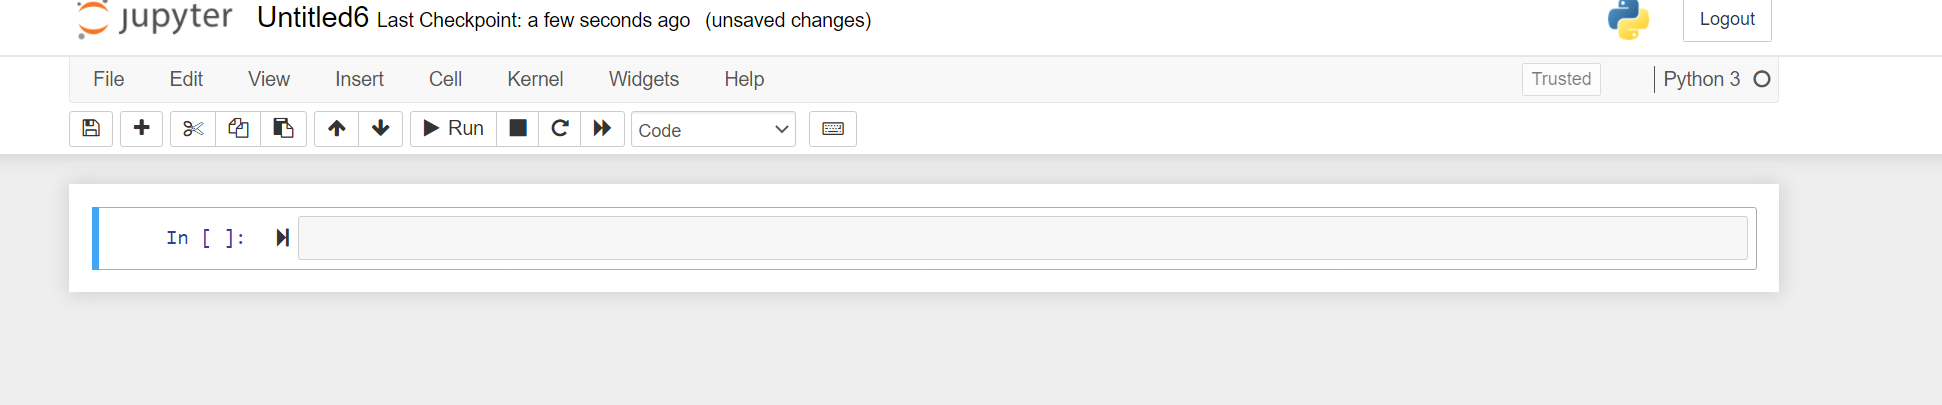 jupyter Untitled6 Last Checkpoint: a few seconds ago (unsaved changes) Logout
File Edit View Insert Cell Kernel Widgets Help Trusted Python 3
Run Code
In [ ]: